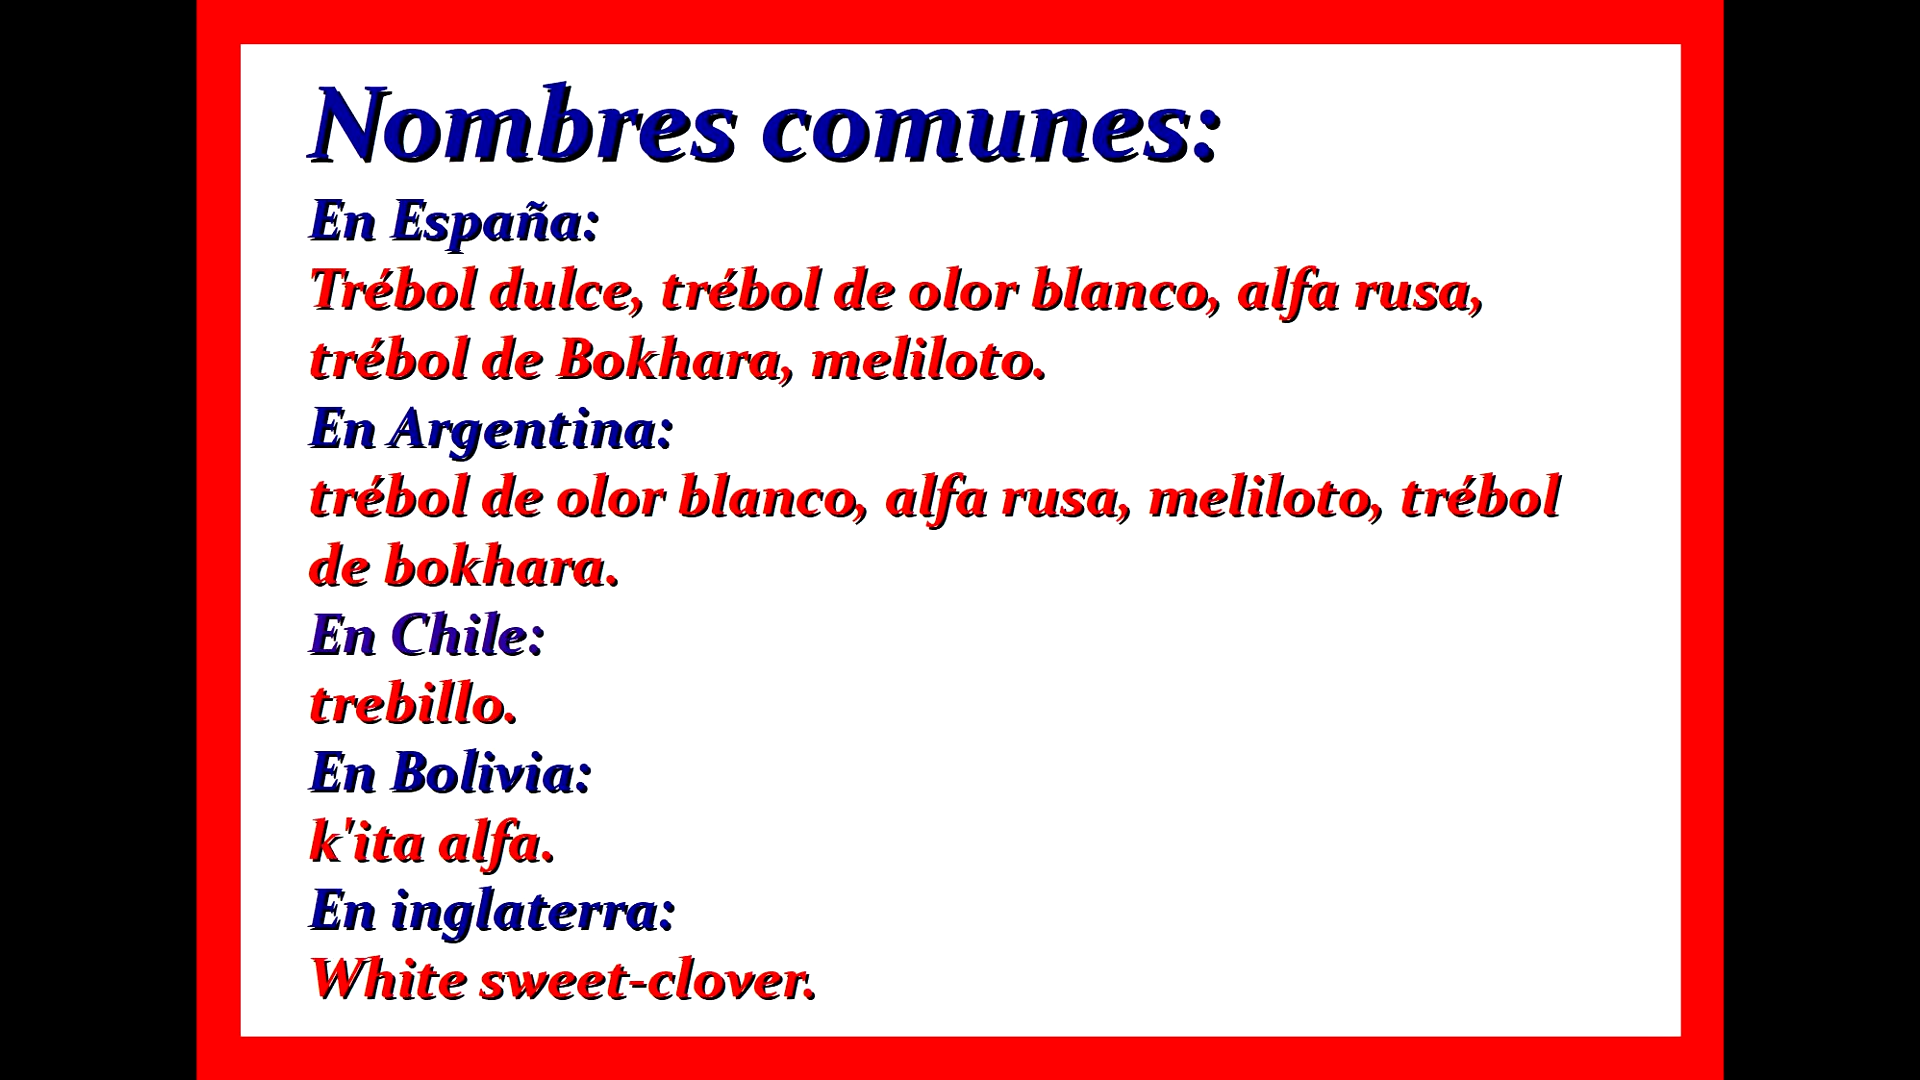 Nombres comunes:
En España:
Trébol dulce, trébol de olor blanco, alfa rusa,
trébol de Bokhara, meliloto.
En Argentina:
trébol de olor blanco, alfa rusa, meliloto, trébol
de bokhara.
En Chile:
trebillo.
En Bolivia:
k'ita alfa.
En inglaterra:
White sweet-clover.